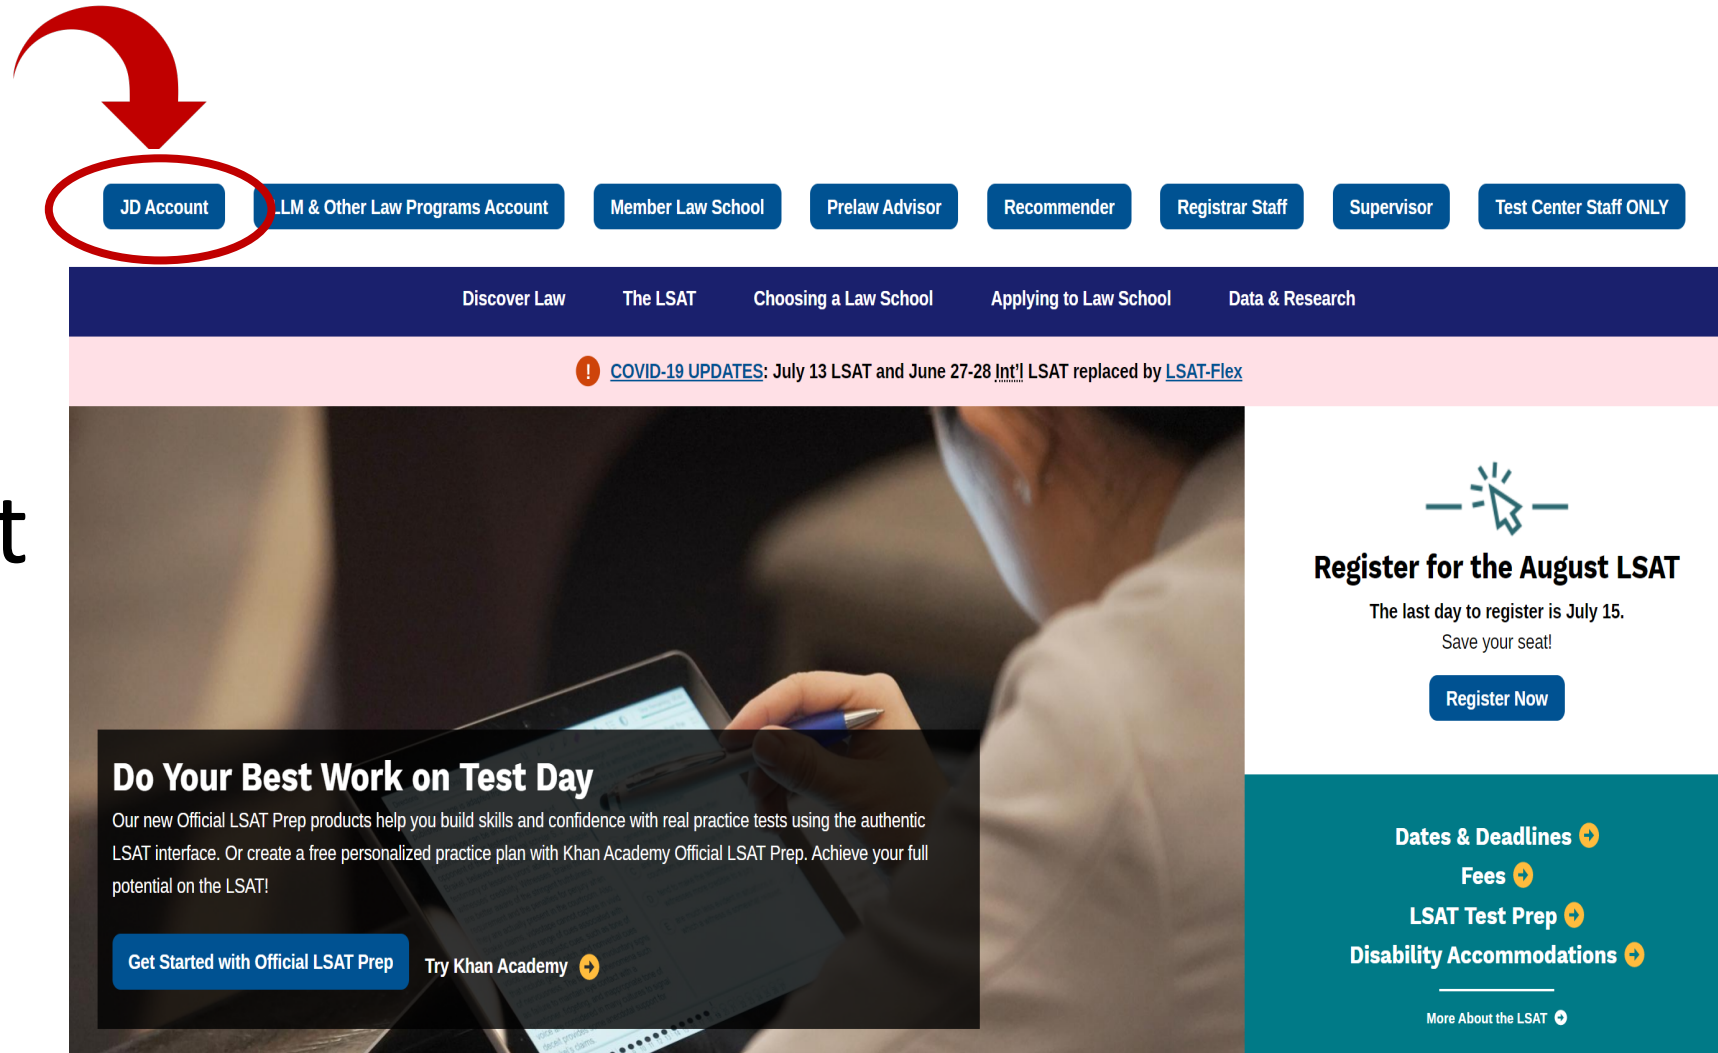 JD Account
LLM & Other Law Programs Account
Member Law School
Prelaw Advisor
Recommender
Registrar Staff
Supervisor
Test Center Staff ONLY
Discover Law
The LSAT
Choosing a Law School
Applying to Law School
Data & Research
! COVID-19 UPDATES: July 13 LSAT and June 27-28 Int'l LSAT replaced by LSAT-Flex
t
Do Your Best Work on Test Day
Our new Official LSAT Prep products help you build skills and confidence with real practice tests using the authentic
LSAT interface. Or create a free personalized practice plan with Khan Academy Official LSAT Prep. Achieve your full
potential on the LSAT!
Get Started with Official LSAT Prep
Try Khan Academy
Register for the August LSAT
The last day to register is July 15.
Save your seat!
Register Now
Dates & Deadlines
Fees
LSAT Test Prep
Disability Accommodations
More About the LSAT